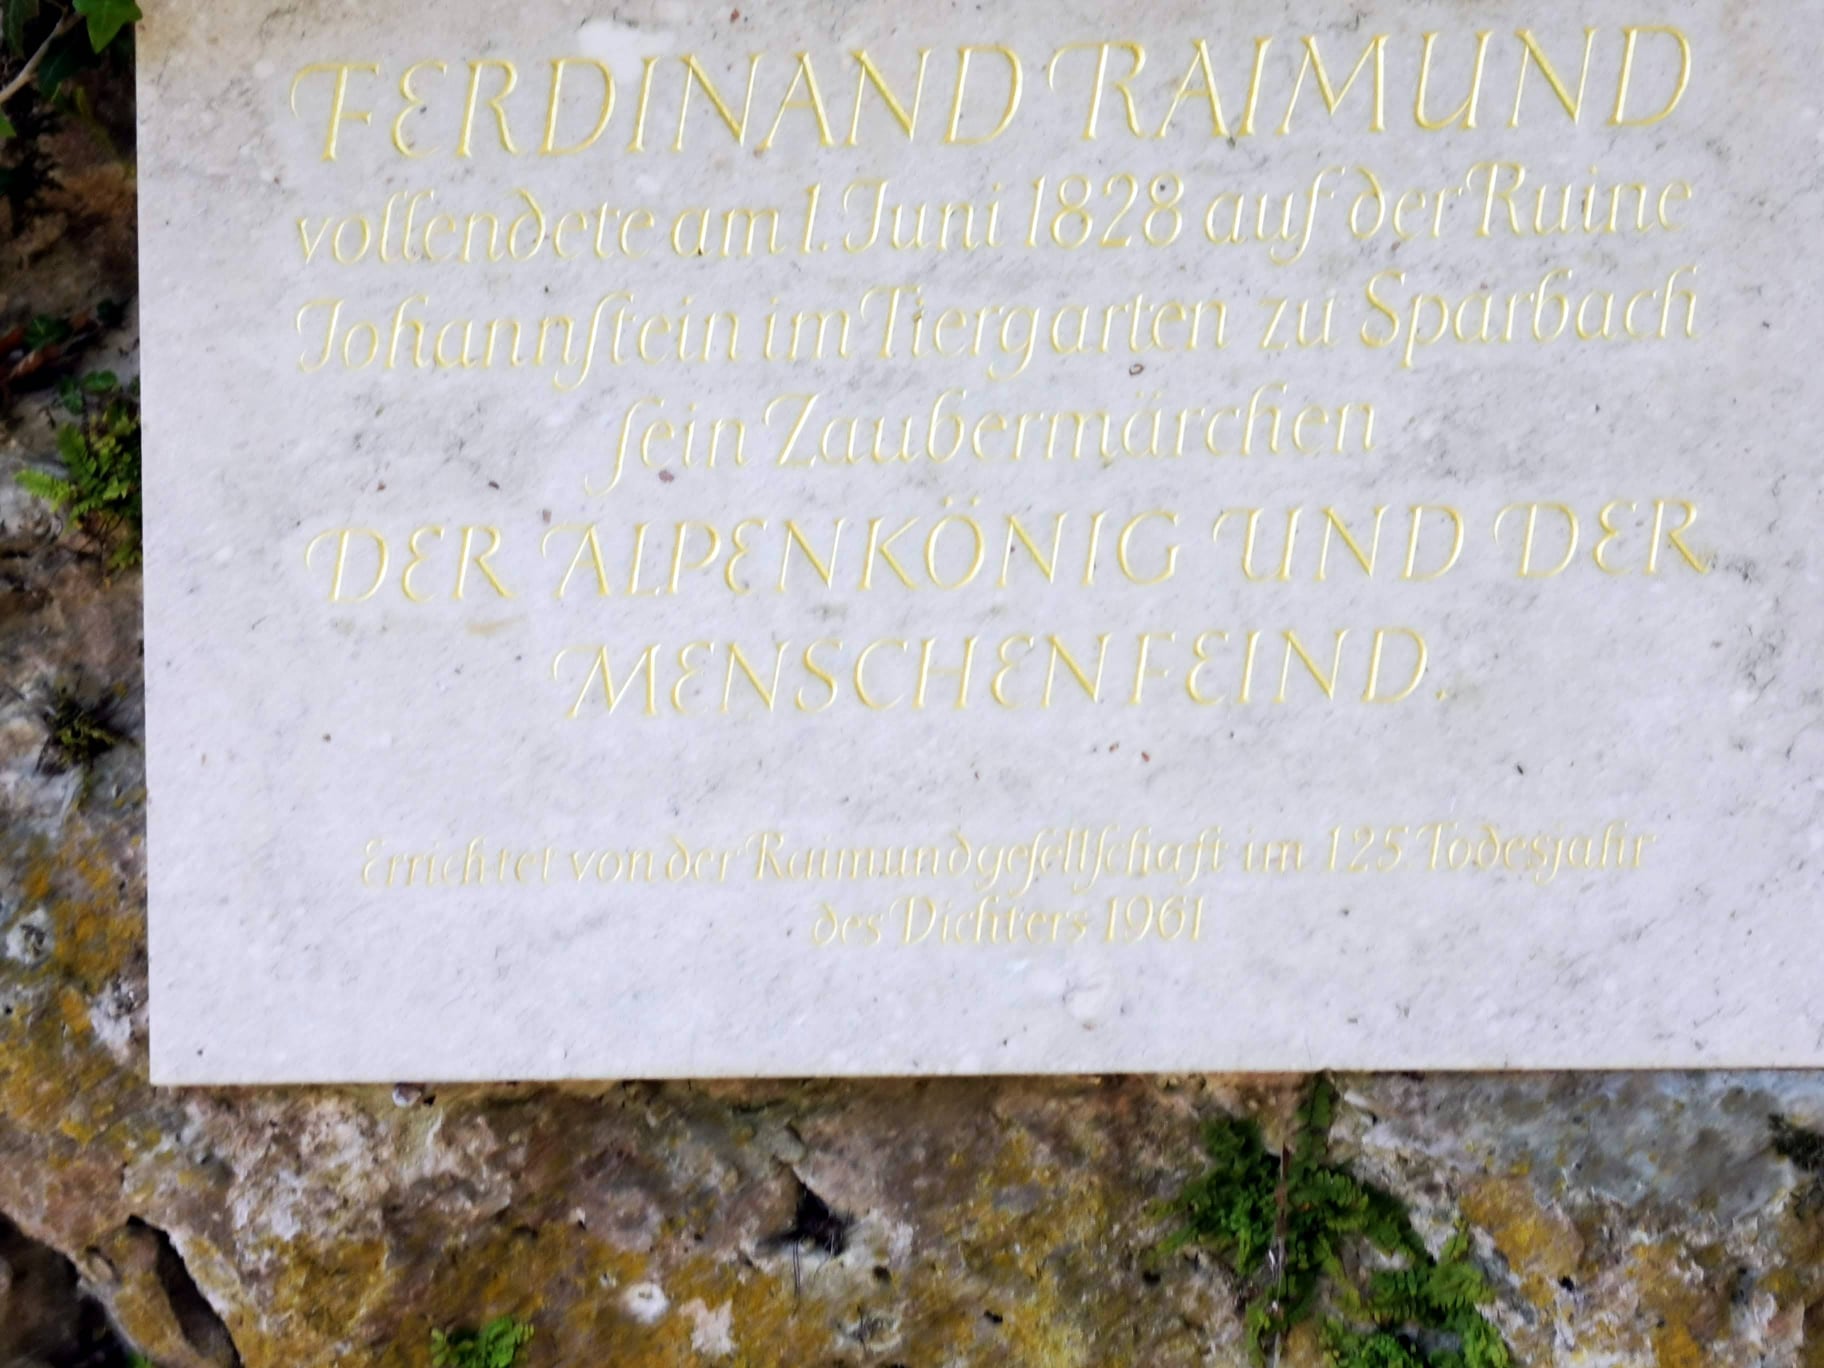 FERDINAND RAIMUND
vollendete am 1. Juni 1828 auf der Ruine
Johannſtein im Tiergarten zu Sparbach
ſein Zaubermärchen
DER ALPENKÖNIG UND DER
MENSCHENFEIND.
Errichtet von der Raimundgeſellſchaft im 125 Todesjahr
des Dichters 1961